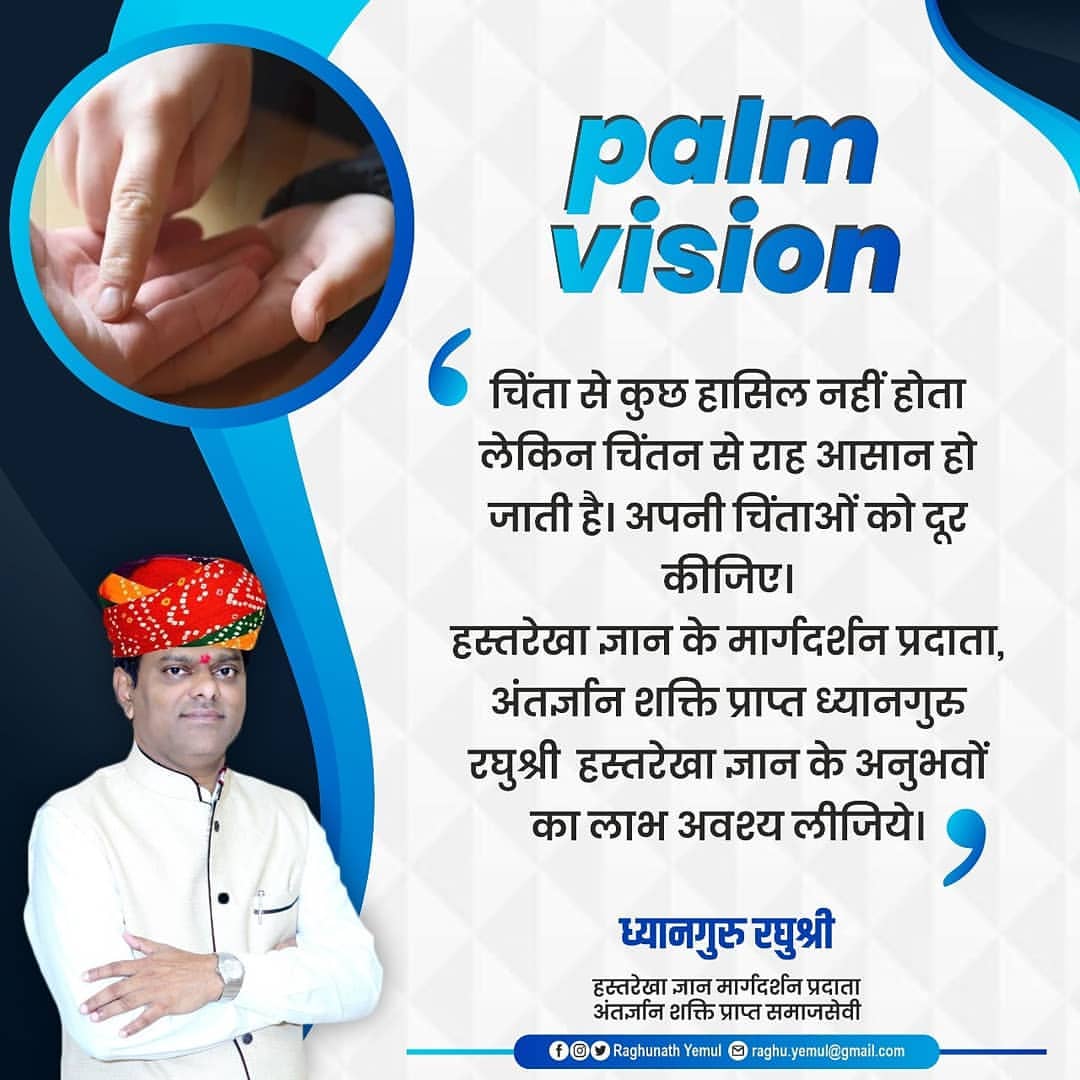 palm
vision
चिंता से कुछ हासिल नहीं होता
लेकिन चिंतन से राह आसान हो
जाती है। अपनी चिंताओं को दूर
कीजिए।
हस्तरेखा ज्ञान के मार्गदर्शन प्रदाता,
अंतर्ज्ञान शक्ति प्राप्त ध्यानगुरु
रघुश्री हस्तरेखा ज्ञान के अनुभवों
का लाभ अवश्य लीजिये।
ध्यानगुरु रघुश्री
हस्तरेखा ज्ञान मार्गदर्शन प्रदाता
अंतर्ज्ञान शक्ति प्राप्त समाजसेवी
Raghunath Yemul raghu.yemul@gmail.com